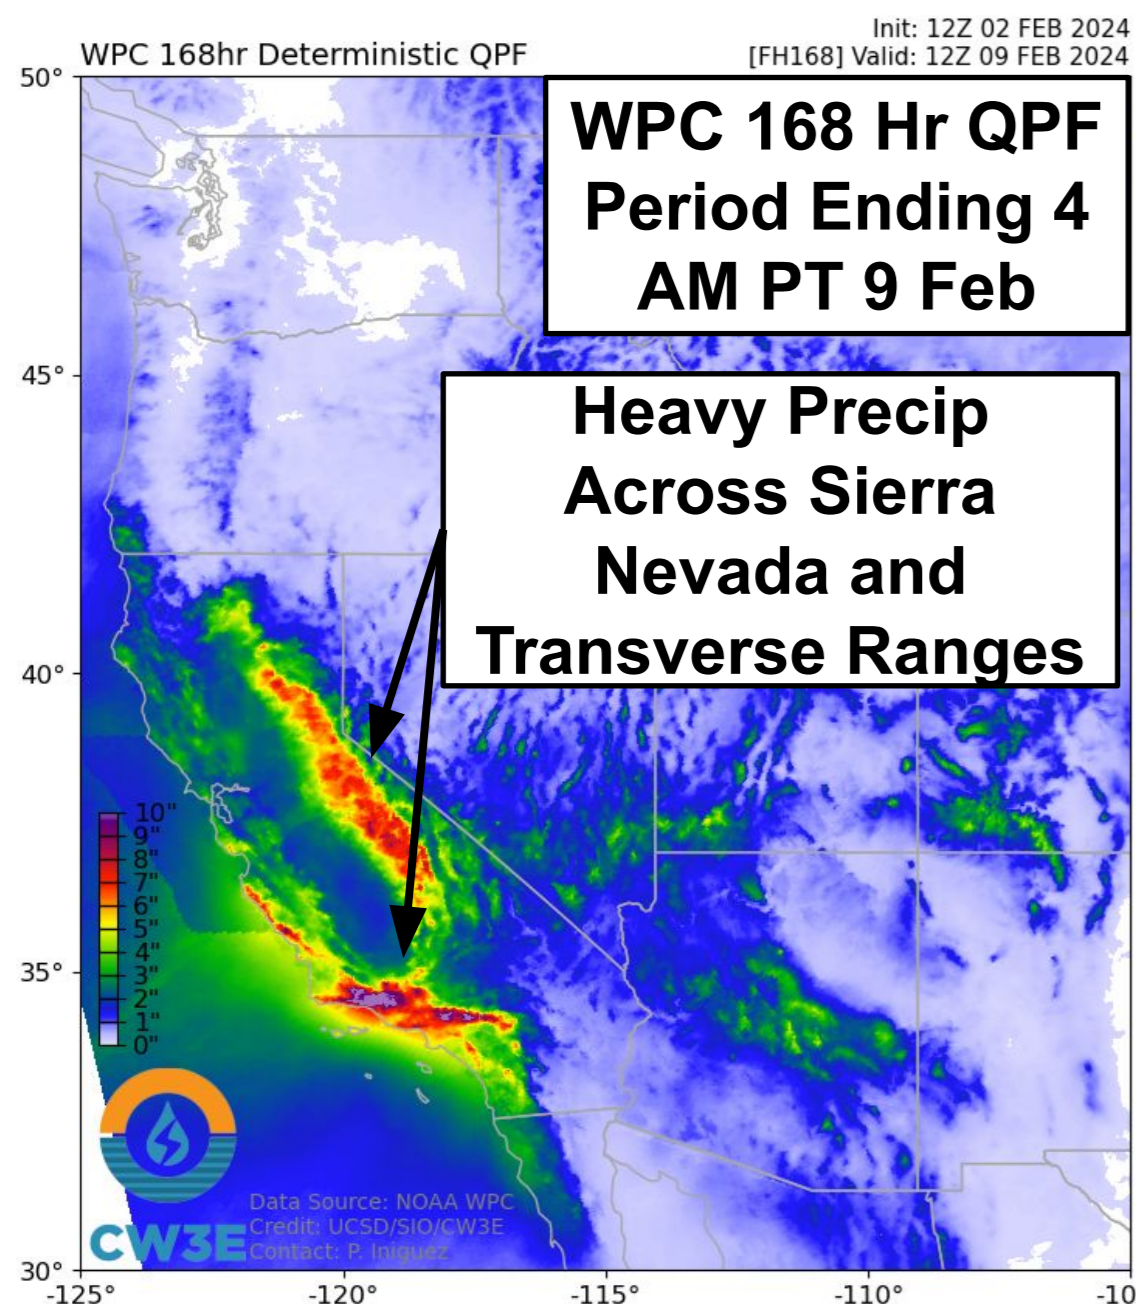 Init: 12Z 02 FEB 2024
WPC 168hr Deterministic QPF
[FH168] Valid: 12Z 09 FEB 2024
50°
WPC 168 Hr QPF
Period Ending 4
AM PT 9 Feb
45°
Heavy Precip
Across Sierra
Nevada and
Transverse Ranges
40°
10"
9"
8"
7"
6"
5"
4"
3"
2"
1"
0"
35°
Data Source: NOAA WPC
Credit: UCSD/SIO/CW3E
Contact: P. Iniguez
CW3E
30°
-125°
-120°
-115°
-110°
-10